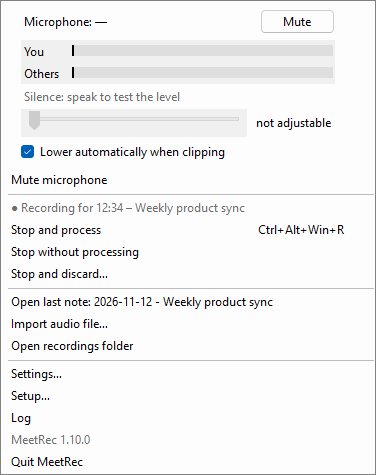 Microphone: —
Mute
You
Others
Silence: speak to test the level
not adjustable
Lower automatically when clipping
Mute microphone
● Recording for 12:34 – Weekly product sync
Stop and process Ctrl+Alt+Win+R
Stop without processing
Stop and discard...
Open last note: 2026-11-12 - Weekly product sync
Import audio file...
Open recordings folder
Settings...
Setup...
Log
MeetRec 1.10.0
Quit MeetRec